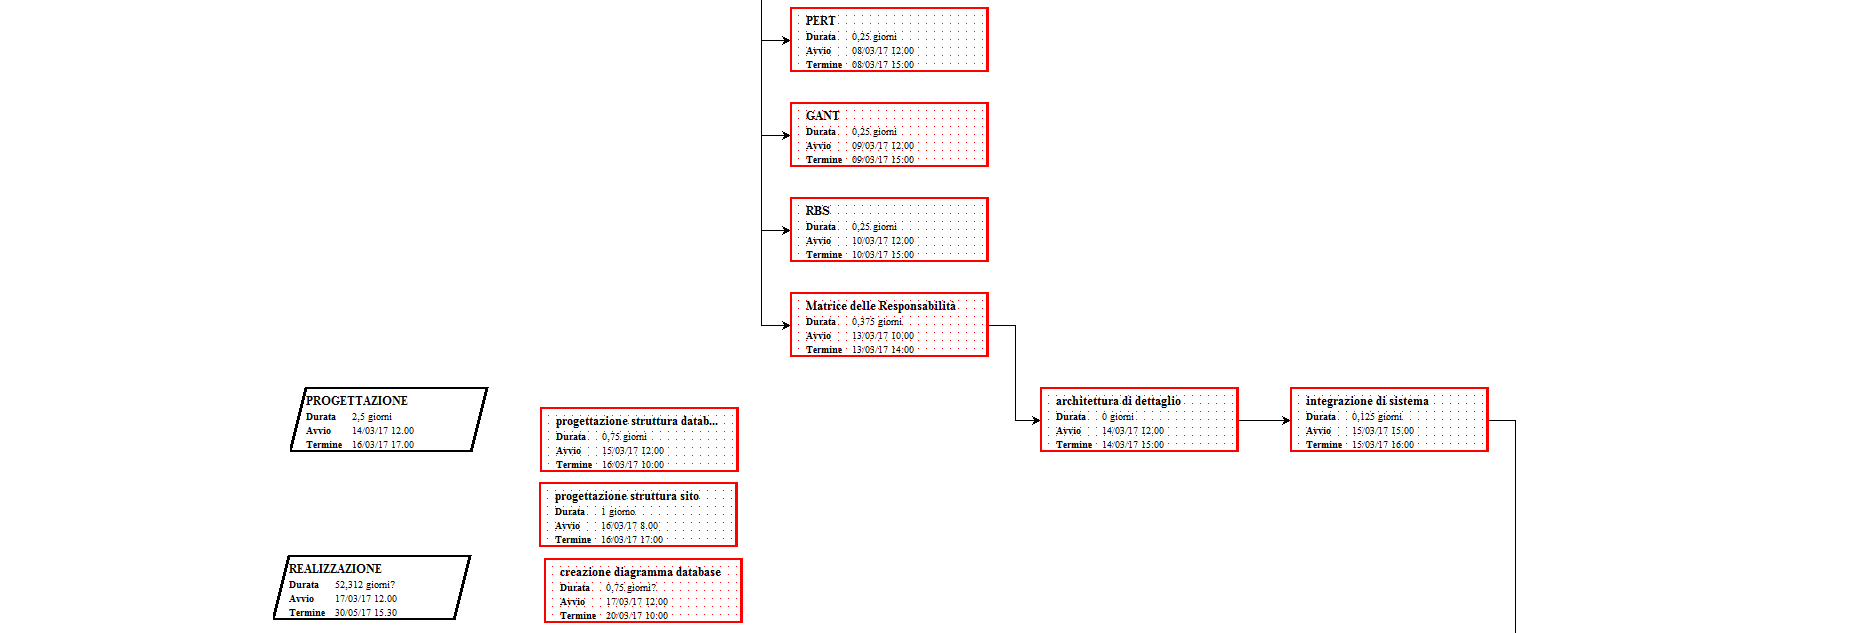 PERT
Durata 0,25 giorni
Avvio 08/03/17 12.00
Termine 08/03/17 15:00
GANT
Durata 0,25 giorni
Avvio 09/03/17 12.00
Termine 09/03/17 15:00
RBS
Durata 0,25 giorni
Avvio 10/03/17 12.00
Termine 10/03/17 15:00
Matrice delle Responsabilità
Durata 0,375 giorni
Avvio 13/03/17 10.00
Termine 13/03/17 14:00
PROGETTAZIONE
Durata 2,5 giorni
Avvio 14/03/17 12.00
Termine 16/03/17 17.00
progettazione struttura datab...
Durata 0,75 giorni
Avvio 15/03/17 12.00
Termine 16/03/17 10:00
architettura di dettaglio
Durata 0 giorni
Avvio 14/03/17 12.00
Termine 14/03/17 15:00
integrazione di sistema
Durata 0,125 giorni
Avvio 15/03/17 15.00
Termine 15/03/17 16:00
progettazione struttura sito
Durata 1 giorno
Avvio 16/03/17 8.00
Termine 16/03/17 17:00
REALIZZAZIONE
Durata 52,312 giorni?
Avvio 17/03/17 12.00
Termine 30/05/17 15.30
creazione diagramma database
Durata 0,75 giorni?
Avvio 17/03/17 12.00
Termine 20/03/17 10:00